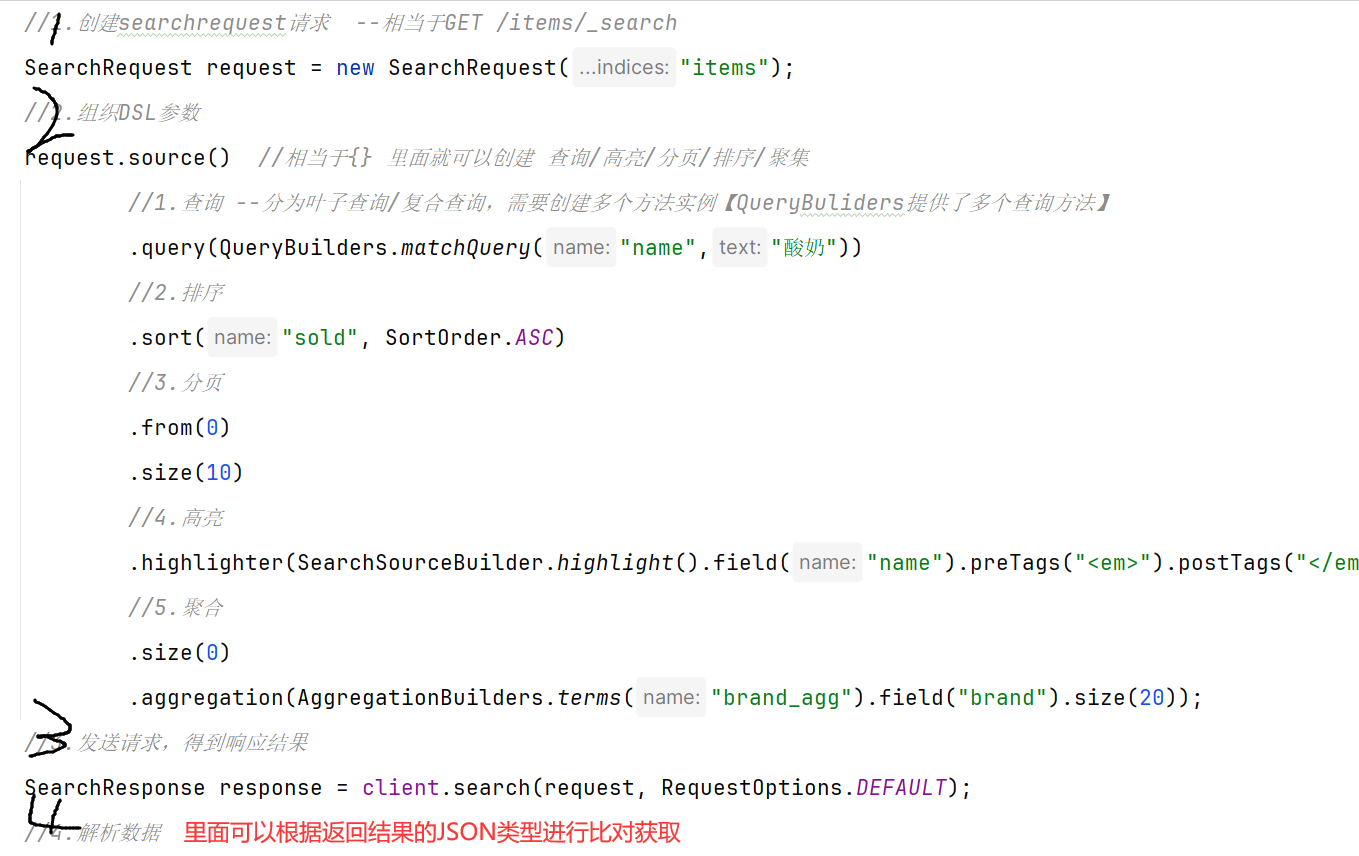 //1.创建searchrequest请求  --相当于GET /items/_search
SearchRequest request = new SearchRequest( ...indices: "items");
//2.组织DSL参数
request.source()  //相当于{} 里面就可以创建 查询/高亮/分页/排序/聚集
//1.查询 --分为叶子查询/复合查询，需要创建多个方法实例【QueryBuliders提供了多个查询方法】
.query(QueryBuilders.matchQuery( name: "name", text: "酸奶"))
//2.排序
.sort( name: "sold", SortOrder.ASC)
//3.分页
.from(0)
.size(10)
//4.高亮
.highlighter(SearchSourceBuilder.highlight().field( name: "name").preTags("<em>").postTags("</em
//5.聚合
.size(0)
.aggregation(AggregationBuilders.terms( name: "brand_agg").field("brand").size(20));
//3.发送请求，得到响应结果
SearchResponse response = client.search(request, RequestOptions.DEFAULT);
//4.解析数据  里面可以根据返回结果的JSON类型进行比对获取